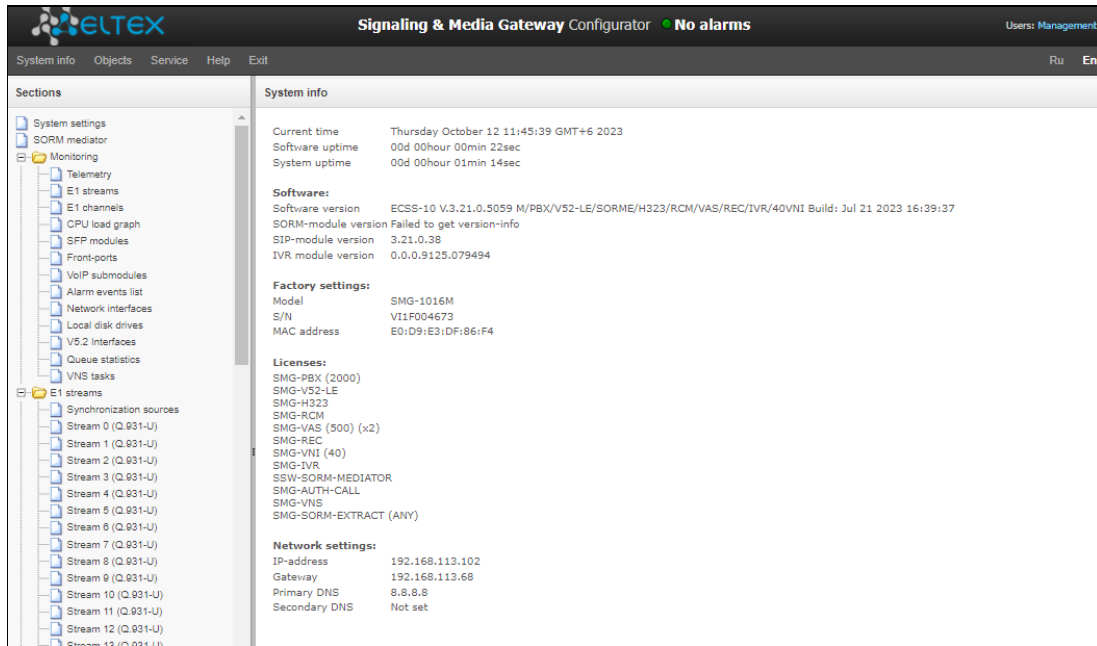 ELTEX
Signaling & Media Gateway Configurator No alarms
Users: Management
System info Objects Service Help Exit
Ru En
Sections
System settings
SORM mediator
Monitoring
Telemetry
E1 streams
E1 channels
CPU load graph
SFP modules
Front-ports
VoIP submodules
Alarm events list
Network interfaces
Local disk drives
V5.2 Interfaces
Queue statistics
VNS tasks
E1 streams
Synchronization sources
Stream 0 (Q.931-U)
Stream 1 (Q.931-U)
Stream 2 (Q.931-U)
Stream 3 (Q.931-U)
Stream 4 (Q.931-U)
Stream 5 (Q.931-U)
Stream 6 (Q.931-U)
Stream 7 (Q.931-U)
Stream 8 (Q.931-U)
Stream 9 (Q.931-U)
Stream 10 (Q.931-U)
Stream 11 (Q.931-U)
Stream 12 (Q.931-U)
Stream 13 (Q.931-U)
System info
Current time Thursday October 12 11:45:39 GMT+6 2023
Software uptime 00d 00hour 00min 22sec
System uptime 00d 00hour 01min 14sec
Software:
Software version ECSS-10 V.3.21.0.5059 M/PBX/V52-LE/SORME/H323/RCM/VAS/REC/IVR/40VNI Build: Jul 21 2023 16:39:37
SORM-module version Failed to get version-info
SIP-module version 3.21.0.38
IVR module version 0.0.0.9125.079494
Factory settings:
Model SMG-1016M
S/N VI1F004673
MAC address E0:D9:E3:DF:86:F4
Licenses:
SMG-PBX (2000)
SMG-V52-LE
SMG-H323
SMG-RCM
SMG-VAS (500) (x2)
SMG-REC
SMG-VNI (40)
SMG-IVR
SSW-SORM-MEDIATOR
SMG-AUTH-CALL
SMG-VNS
SMG-SORM-EXTRACT (ANY)
Network settings:
IP-address 192.168.113.102
Gateway 192.168.113.68
Primary DNS 8.8.8.8
Secondary DNS Not set